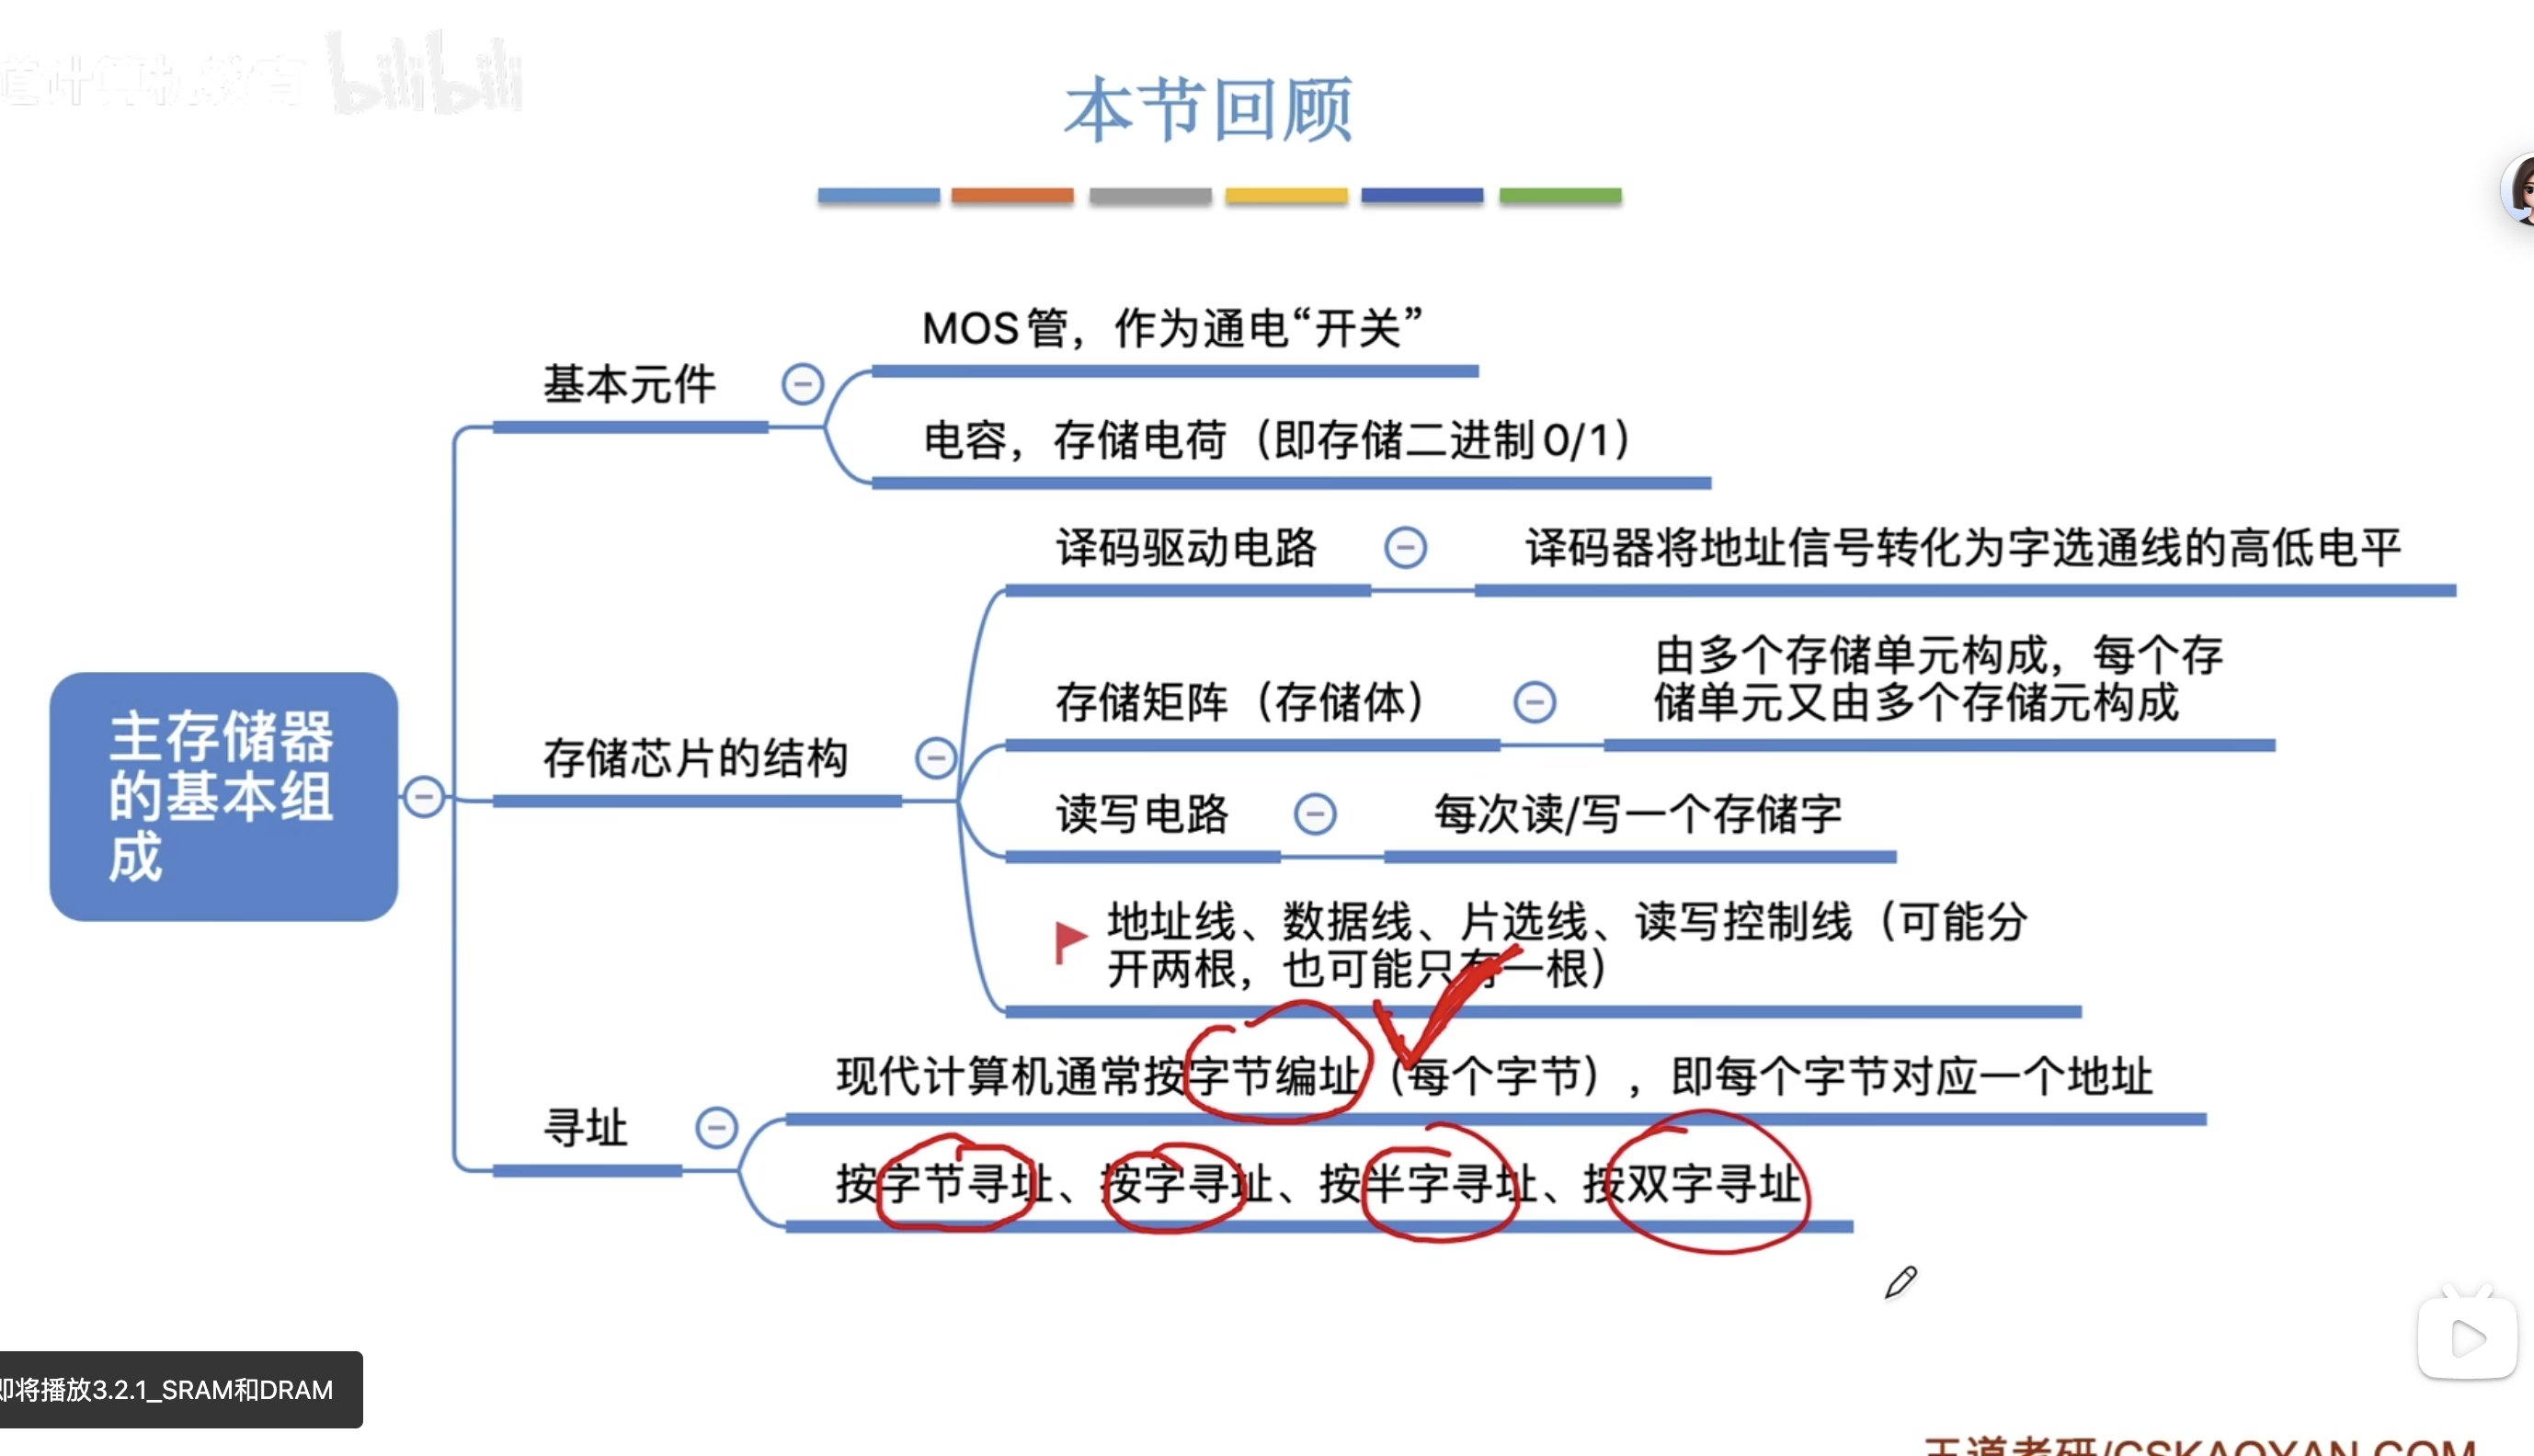 道计算机教育 bilibili
本节回顾
MOS管，作为通电“开关”
基本元件
电容，存储电荷（即存储二进制0/1）
译码驱动电路
译码器将地址信号转化为字选通线的高低电平
由多个存储单元构成，每个存
储单元又由多个存储元构成
存储矩阵（存储体）
主存储器
的基本组
成
存储芯片的结构
读写电路
每次读/写一个存储字
地址线、数据线、片选线、读写控制线（可能分
开两根，也可能只有一根）
现代计算机通常按字节编址（每个字节），即每个字节对应一个地址
寻址
按字节寻址、按字寻址、按半字寻址、按双字寻址
即将播放3.2.1_SRAM和DRAM
王道考研/CSKAOYAN.COM